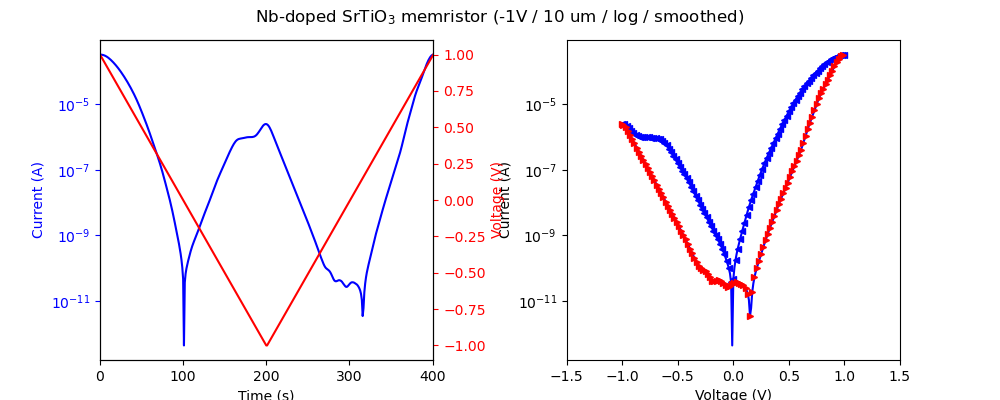 Nb-doped SrTiO₃ memristor (-1V / 10 um / log / smoothed)
Current (A)
10⁻⁵
10⁻⁷
10⁻⁹
10⁻¹¹
0 100 200 300 400
Time (s)
1.00
0.75
0.50
0.25
0.00
−0.25
−0.50
−0.75
−1.00
Voltage (V)
Current (A)
10⁻⁵
10⁻⁷
10⁻⁹
10⁻¹¹
−1.5 −1.0 −0.5 0.0 0.5 1.0 1.5
Voltage (V)